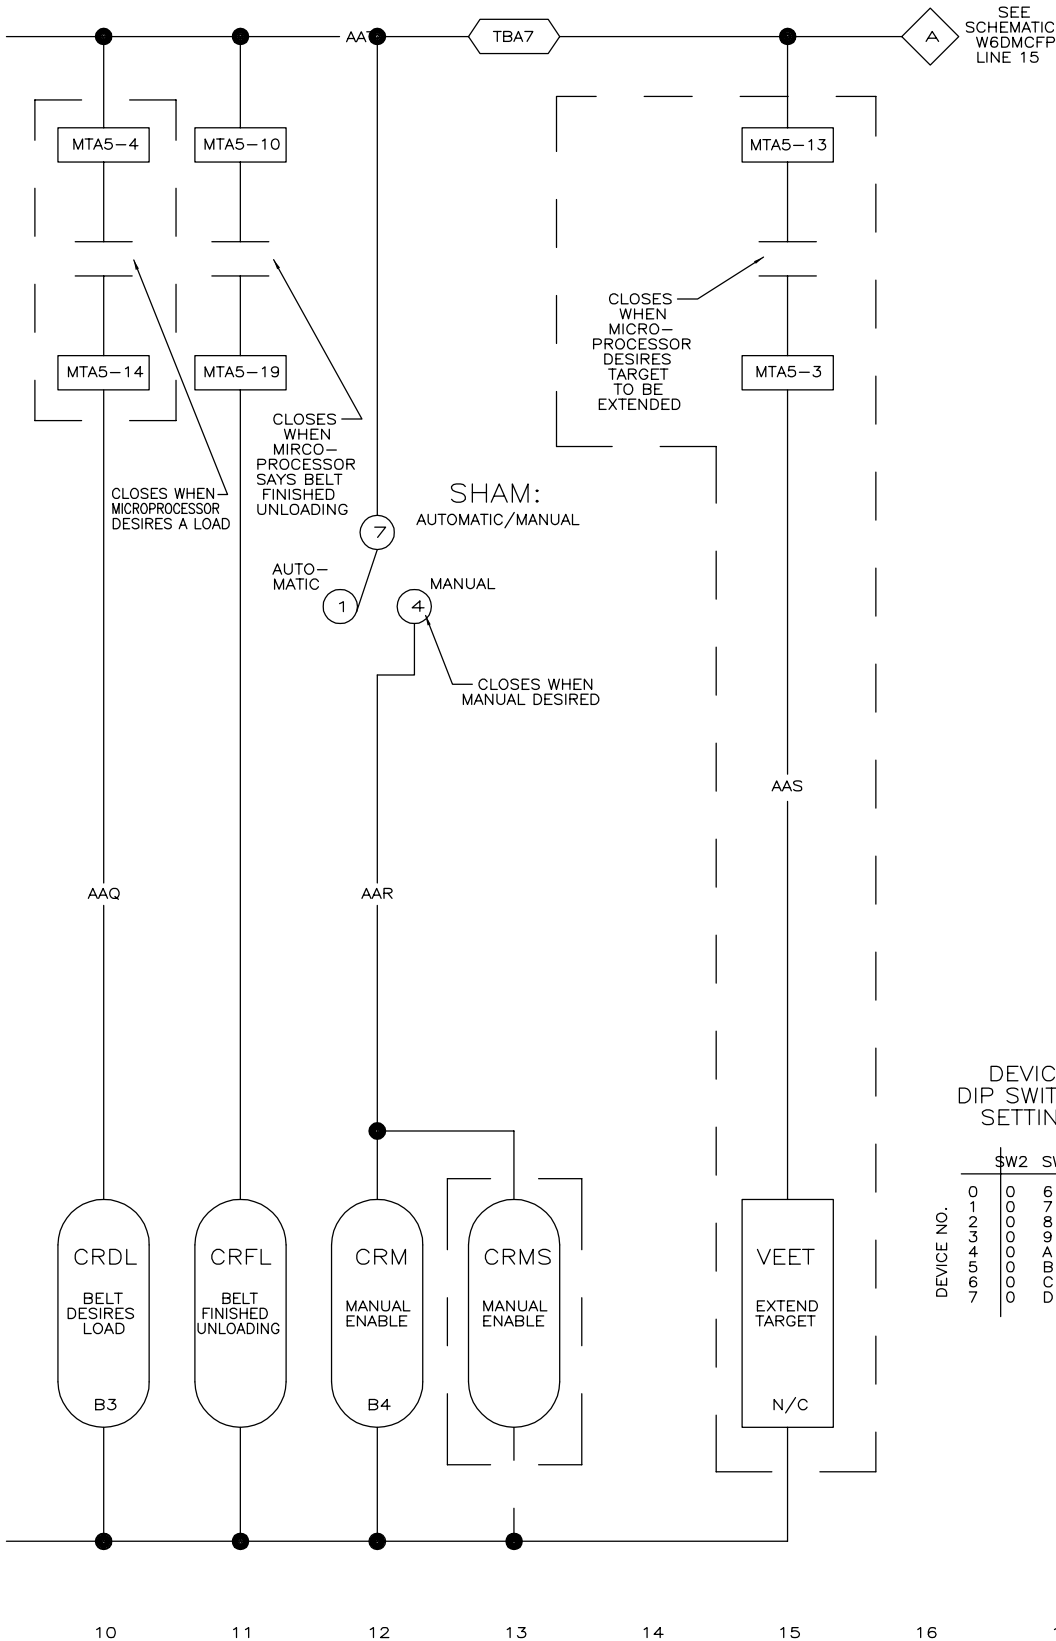 AAT
TBA7
A
SEE
SCHEMATIC
W6DMCFP
LINE 15
MTA5-4
MTA5-10
MTA5-13
MTA5-14
MTA5-19
MTA5-3
CLOSES
WHEN
MICRO-
PROCESSOR
DESIRES
TARGET
TO BE
EXTENDED
CLOSES
WHEN
MIRCO-
PROCESSOR
SAYS BELT
FINISHED
UNLOADING
CLOSES WHEN
MICROPROCESSOR
DESIRES A LOAD
SHAM:
AUTOMATIC/MANUAL
7
AUTO-
MATIC
1
4
MANUAL
CLOSES WHEN
MANUAL DESIRED
AAS
AAQ
AAR
DEVIC
DIP SWIT
SETTIN
SW2 SW
DEVICE NO.
0 0 6
1 0 7
2 0 8
3 0 9
4 0 A
5 0 B
6 0 C
7 0 D
CRDL
BELT
DESIRES
LOAD
B3
CRFL
BELT
FINISHED
UNLOADING
CRM
MANUAL
ENABLE
B4
CRMS
MANUAL
ENABLE
VEET
EXTEND
TARGET
N/C
10 11 12 13 14 15 16